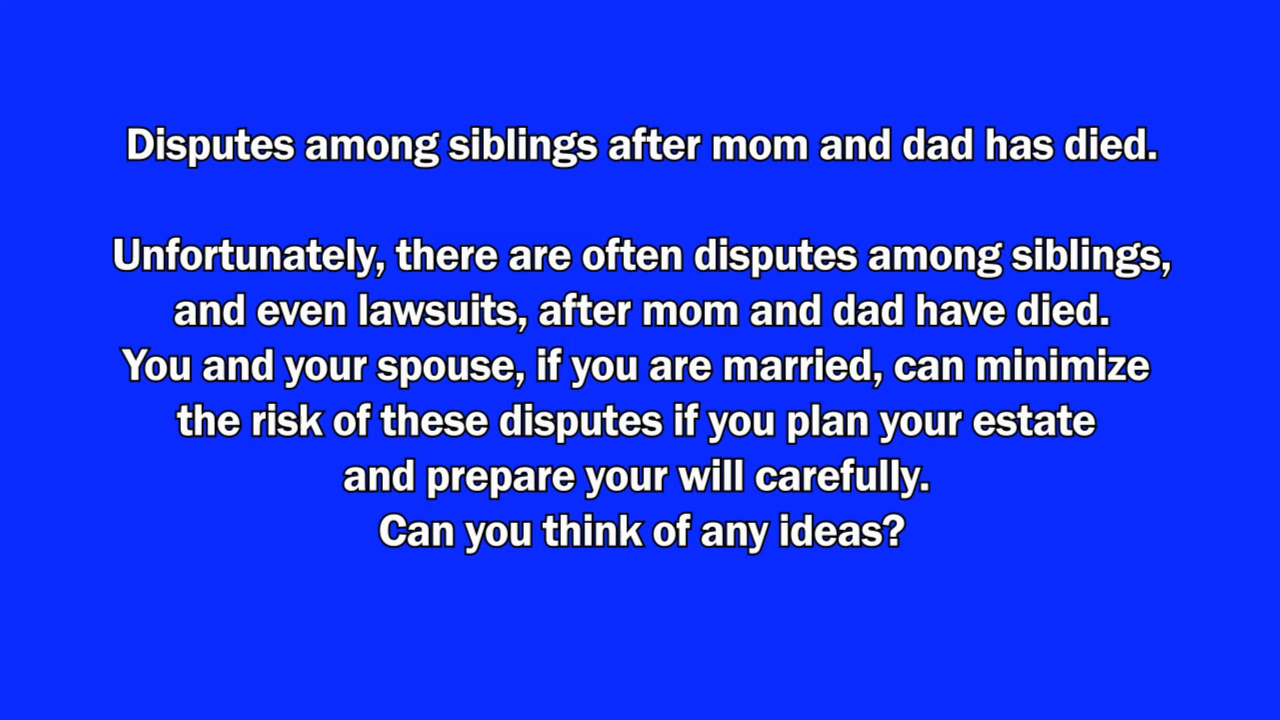 Disputes among siblings after mom and dad has died.
Unfortunately, there are often disputes among siblings,
and even lawsuits, after mom and dad have died.
You and your spouse, if you are married, can minimize
the risk of these disputes if you plan your estate
and prepare your will carefully.
Can you think of any ideas?